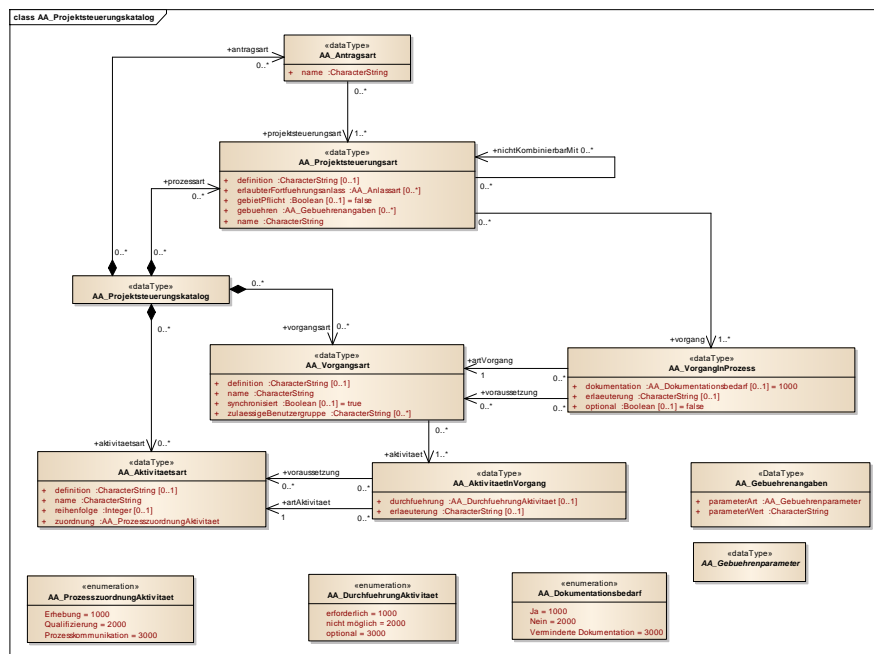 class AA_Projektsteuerungskatalog
«dataType»
AA_Antragsart
+ name :CharacterString
+antragsart
0..*
0..*
+projektsteuerungsart
1..*
«dataType»
AA_Projektsteuerungsart
+ definition :CharacterString [0..1]
+ erlaubterFortfuehrungsanlass :AA_Anlassart [0..*]
+ gebietPflicht :Boolean [0..1] = false
+ gebuehren :AA_Gebuehrenangaben [0..*]
+ name :CharacterString
+nichtKombinierbarMit 0..*
0..*
+prozessart
0..*
0..*
0..*
0..*
«dataType»
AA_Projektsteuerungskatalog
0..*
0..*
+vorgangsart
0..*
+vorgang
1..*
«dataType»
AA_Vorgangsart
+ definition :CharacterString [0..1]
+ name :CharacterString
+ synchronisiert :Boolean [0..1] = true
+ zulaessigeBenutzergruppe :CharacterString [0..*]
+artVorgang
1
0..*
+voraussetzung
0..*
0..*
«dataType»
AA_VorgangInProzess
+ dokumentation :AA_Dokumentationsbedarf [0..1] = 1000
+ erlaeuterung :CharacterString [0..1]
+ optional :Boolean [0..1] = false
0..*
+aktivitaet
1..*
+aktivitaetsart
0..*
«dataType»
AA_Aktivitaetsart
+ definition :CharacterString [0..1]
+ name :CharacterString
+ reihenfolge :Integer [0..1]
+ zuordnung :AA_ProzesszuordnungAktivitaet
+voraussetzung
0..*
0..*
+artAktivitaet
1
0..*
«dataType»
AA_AktivitaetInVorgang
+ durchfuehrung :AA_DurchfuehrungAktivitaet [0..1]
+ erlaeuterung :CharacterString [0..1]
«DataType»
AA_Gebuehrenangaben
+ parameterArt :AA_Gebuehrenparameter
+ parameterWert :CharacterString
«dataType»
AA_Gebuehrenparameter
«enumeration»
AA_ProzesszuordnungAktivitaet
Erhebung = 1000
Qualifizierung = 2000
Prozesskommunikation = 3000
«enumeration»
AA_DurchfuehrungAktivitaet
erforderlich = 1000
nicht möglich = 2000
optional = 3000
«enumeration»
AA_Dokumentationsbedarf
Ja = 1000
Nein = 2000
Verminderte Dokumentation = 3000